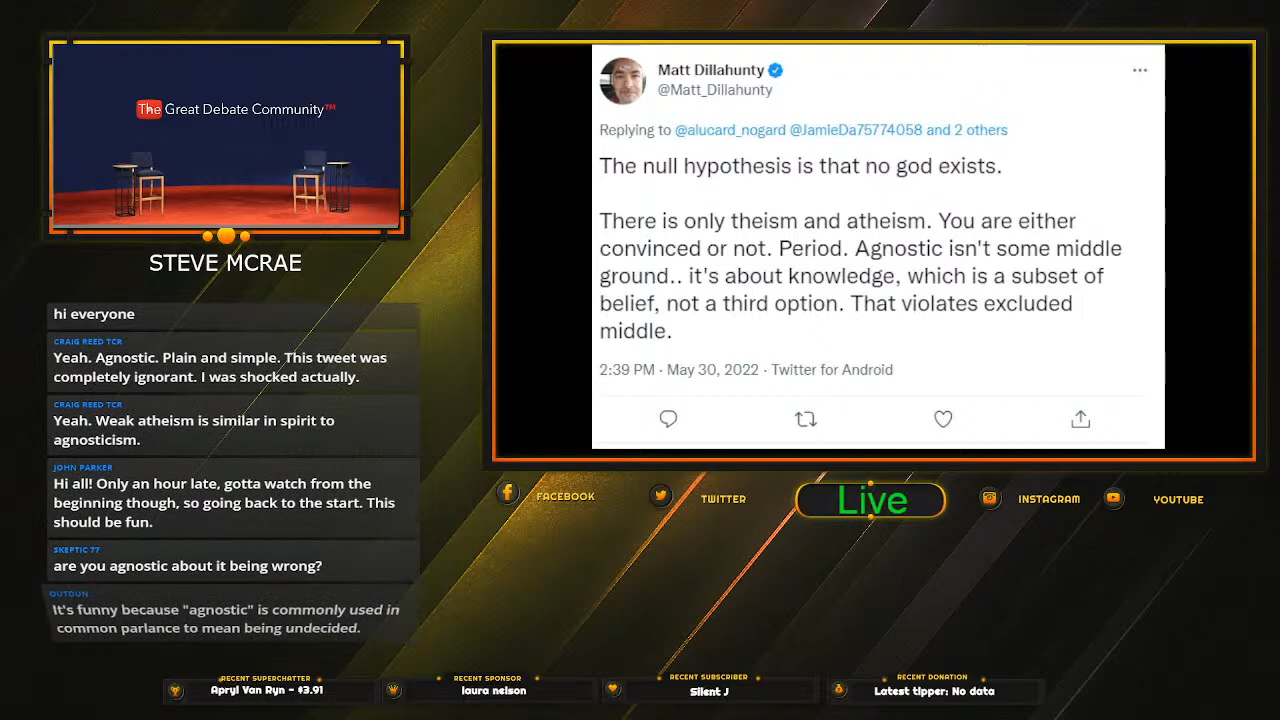 The Great Debate Community™
STEVE MCRAE
hi everyone
CRAIG REED TCR
Yeah. Agnostic. Plain and simple. This tweet was
completely ignorant. I was shocked actually.
CRAIG REED TCR
Yeah. Weak atheism is similar in spirit to
agnosticism.
JOHN PARKER
Hi all! Only an hour late, gotta watch from the
beginning though, so going back to the start. This
should be fun.
SKEPTIC 77
are you agnostic about it being wrong?
OUTDUN
It's funny because "agnostic" is commonly used in
common parlance to mean being undecided.
Matt Dillahunty
@Matt_Dillahunty
Replying to @alucard_nogard @JamieDa75774058 and 2 others
The null hypothesis is that no god exists.
There is only theism and atheism. You are either
convinced or not. Period. Agnostic isn't some middle
ground.. it's about knowledge, which is a subset of
belief, not a third option. That violates excluded
middle.
2:39 PM · May 30, 2022 · Twitter for Android
FACEBOOK
TWITTER
Live
INSTAGRAM
YOUTUBE
RECENT SUPERCHATTER
Apryl Van Ryn - $3.91
RECENT SPONSOR
laura nelson
RECENT SUBSCRIBER
Silent J
RECENT DONATION
Latest tipper: No data